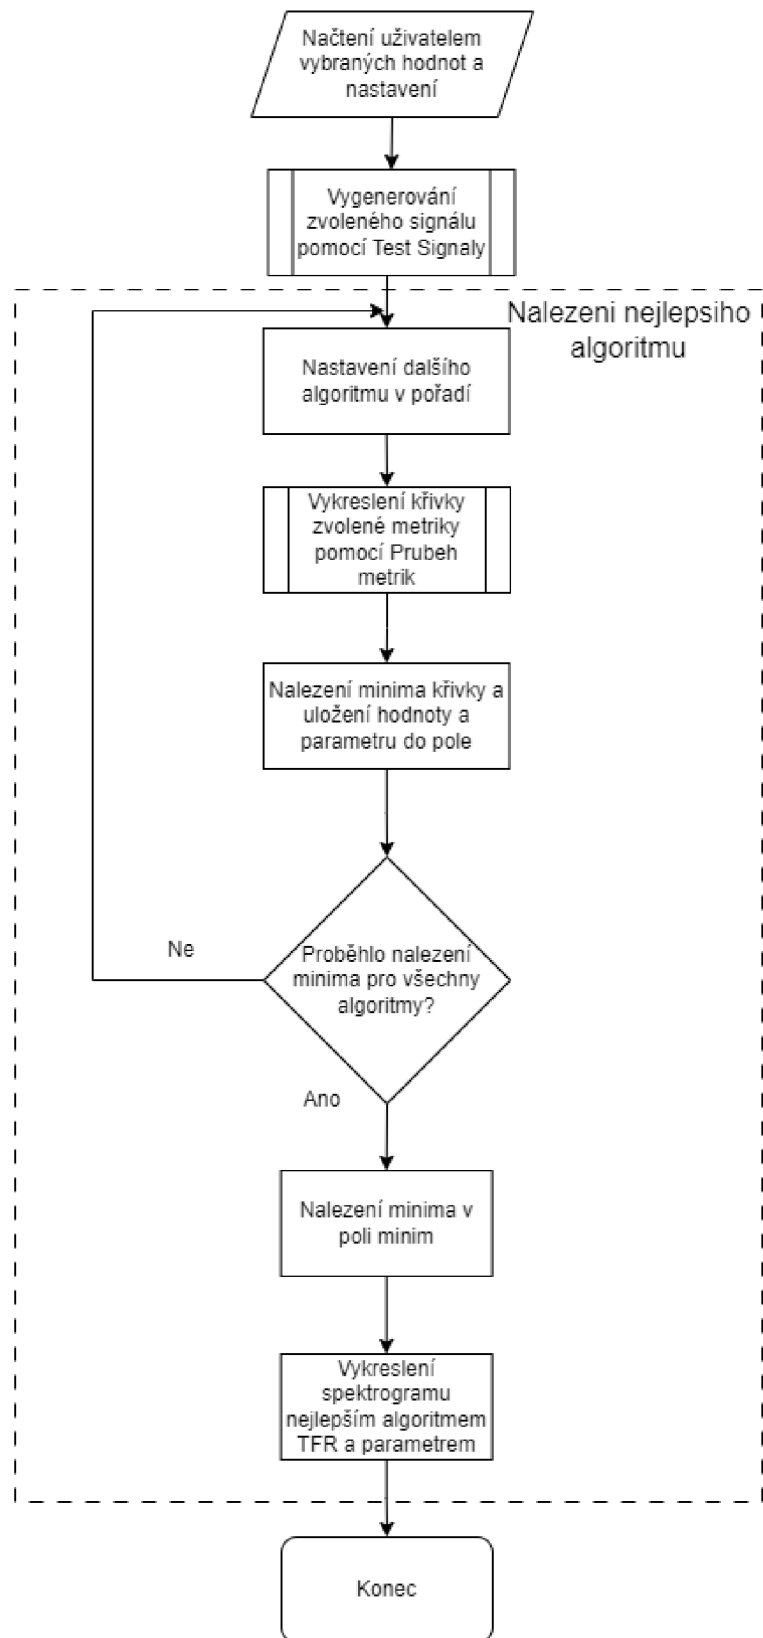 Načtení uživatelem
vybraných hodnot a
nastavení
Vygenerování
zvoleného signálu
pomocí Test Signaly
Nalezeni nejlepsiho
algoritmu
Nastavení dalšího
algoritmu v pořadí
Vykreslení křivky
zvolené metriky
pomocí Prubeh
metrik
Nalezení minima křivky a
uložení hodnoty a
parametru do pole
Ne
Proběhlo nalezení
minima pro všechny
algoritmy?
Ano
Nalezení minima v
poli minim
Vykreslení
spektrogramu
nejlepším algoritmem
TFR a parametrem
Konec